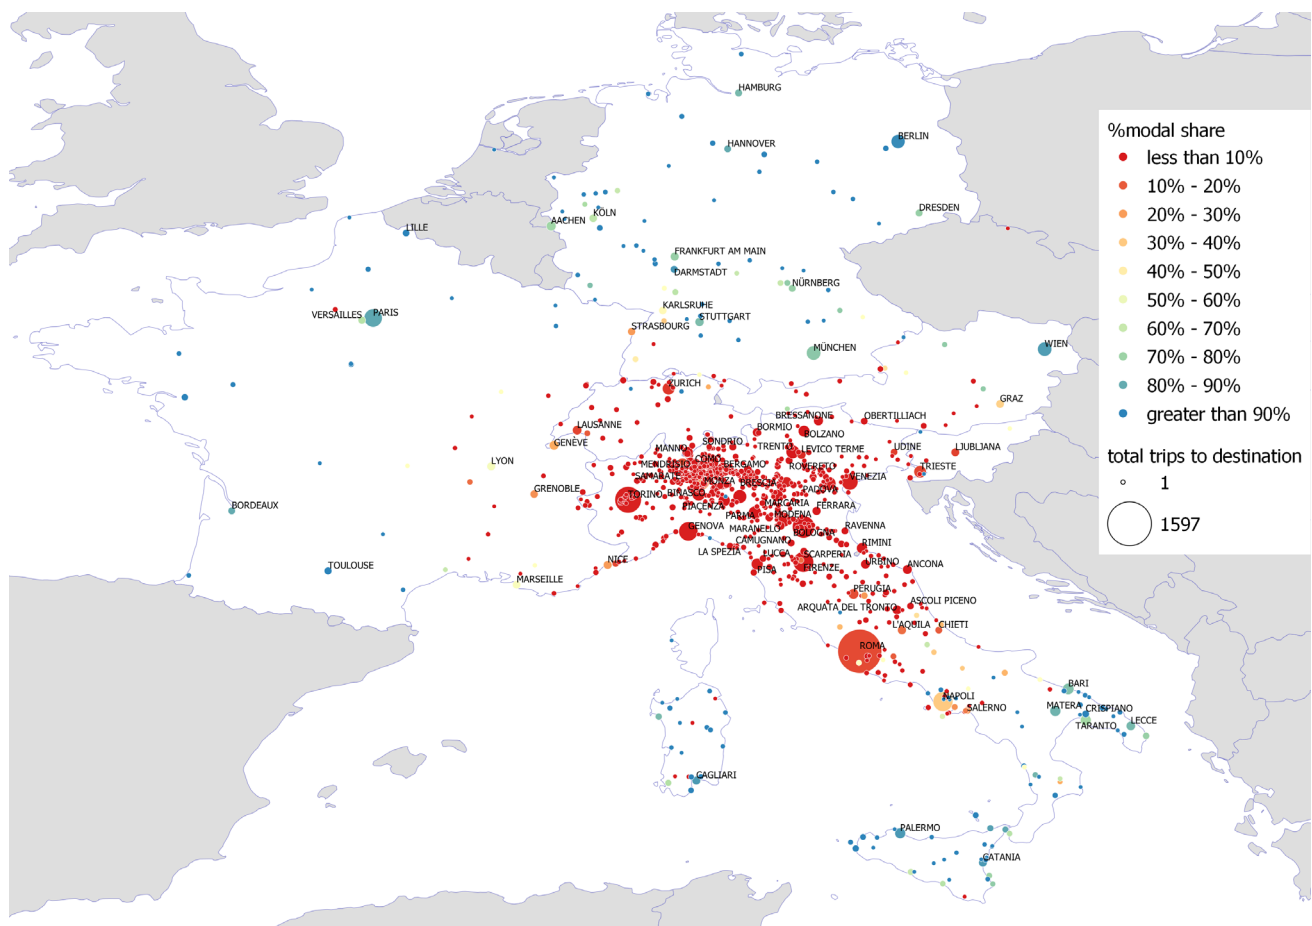 HAMBURG
BERLIN
HANNOVER
DRESDEN
KÖLN
AACHEN
LILLE
FRANKFURT AM MAIN
DARMSTADT
NÜRNBERG
KARLSRUHE
VERSAILLES
PARIS
STUTTGART
STRASBOURG
MÜNCHEN
WIEN
ZURICH
GRAZ
BRESSANONE
OBERTILLIACH
LAUSANNE
BORMIO
BOLZANO
GENÈVE
MANNO
SONDRIO
TRENTO
LEVICO TERME
UDINE
LJUBLJANA
LYON
MENDRISIO
COMO
BERGAMO
ROVERETO
TRIESTE
SAMARATE
MONZA
BRESCIA
VENEZIA
GRENOBLE
TORINO
BINASCO
PADOVA
PIACENZA
MARCARIA
FERRARA
BORDEAUX
PARMA
MODENA
GENOVA
MARANELLO
BOLOGNA
RAVENNA
CAMUGNANO
RIMINI
LA SPEZIA
LUCCA
SCARPERIA
NICE
URBINO
ANCONA
TOULOUSE
PISA
FIRENZE
MARSEILLE
PERUGIA
ARQUATA DEL TRONTO
ASCOLI PICENO
L'AQUILA
CHIETI
ROMA
BARI
NAPOLI
SALERNO
MATERA
CRISPIANO
TARANTO
LECCE
CAGLIARI
PALERMO
CATANIA
%modal share
less than 10%
10% - 20%
20% - 30%
30% - 40%
40% - 50%
50% - 60%
60% - 70%
70% - 80%
80% - 90%
greater than 90%
total trips to destination
1
1597